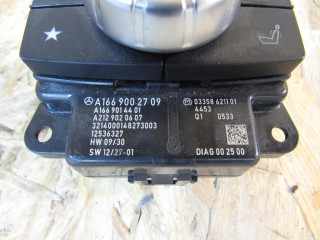 A166 900 27 09
A166 901 44 01
A212 902 06 07
3214000148273003
12536327
HW 09/30
SW 12/27-01
03358 6211 01
4453
Q1 0533
DIAG 00 25 00